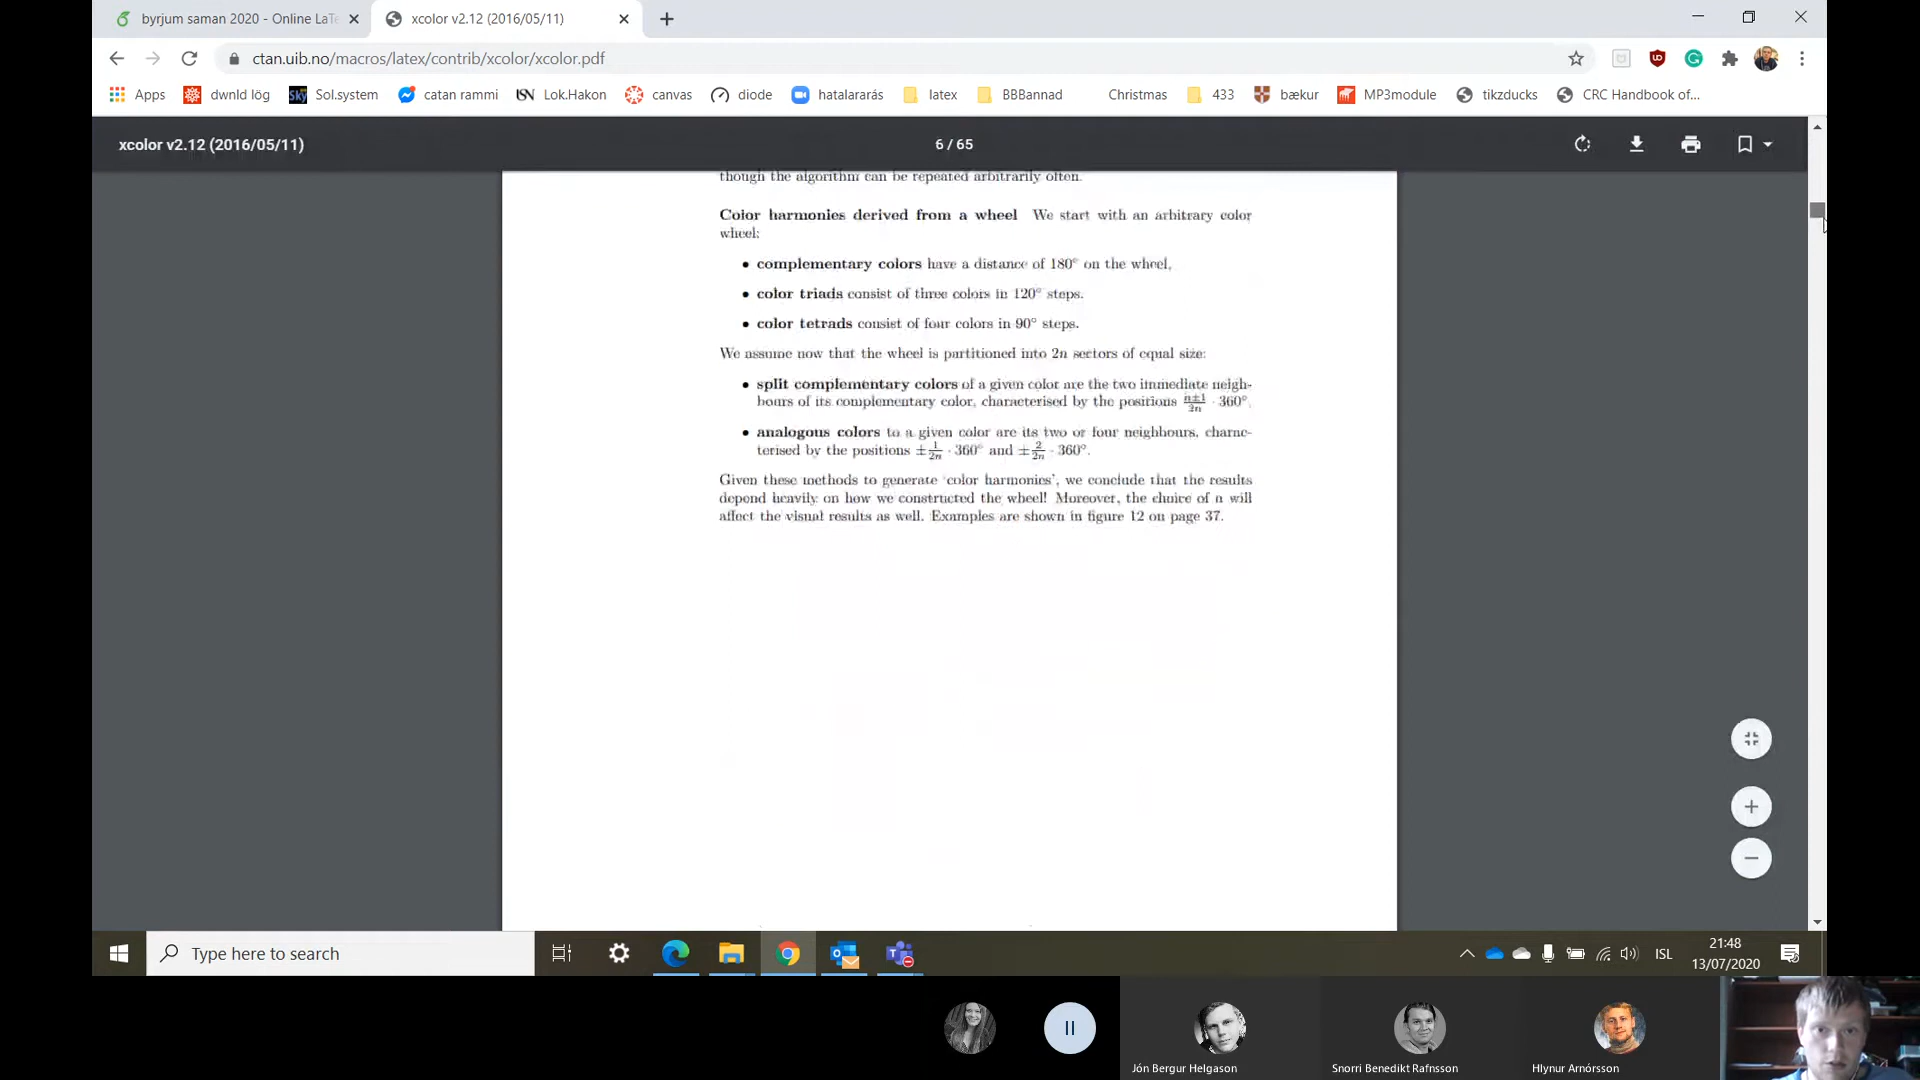 byrjum saman 2020 - Online LaTe
xcolor v2.12 (2016/05/11)
ctan.uib.no/macros/latex/contrib/xcolor/xcolor.pdf
Apps
dwnld lög
Sky
Sol.system
catan rammi
LSN
Lok.Hakon
canvas
diode
hatalararás
latex
BBBannad
Christmas
433
bækur
MP3module
tikzducks
CRC Handbook of...
xcolor v2.12 (2016/05/11)
6 / 65
though the algorithm can be repeated arbitrarily often.
Color harmonies derived from a wheel We start with an arbitrary color
wheel:
• complementary colors have a distance of 180° on the wheel,
• color triads consist of three colors in 120° steps.
• color tetrads consist of four colors in 90° steps.
We assume now that the wheel is partitioned into 2n sectors of equal size:
• split complementary colors of a given color are the two immediate neigh-
bours of its complementary color, characterised by the positions n±1/2n · 360°,
• analogous colors to a given color are its two or four neighbours, charac-
terised by the positions ±1/2n · 360° and ±2/2n · 360°.
Given these methods to generate ‘color harmonies’, we conclude that the results
depend heavily on how we constructed the wheel! Moreover, the choice of n will
affect the visual results as well. Examples are shown in figure 12 on page 37.
Type here to search
ISL
21:48
13/07/2020
Jón Bergur Helgason
Snorri Benedikt Rafnsson
Hlynur Arnórsson